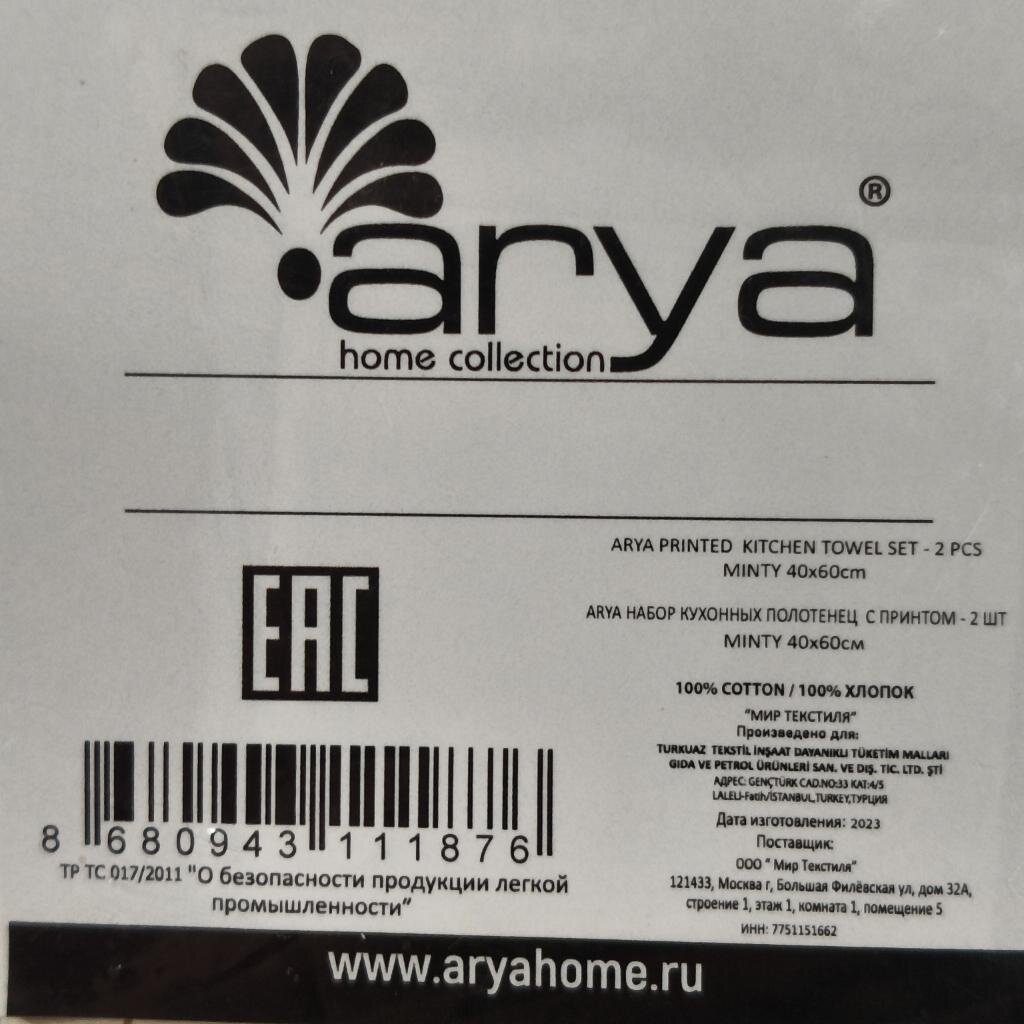 arya®
home collection
ARYA PRINTED KITCHEN TOWEL SET - 2 PCS
MINTY 40x60cm
ARYA НАБОР КУХОННЫХ ПОЛОТЕНЕЦ С ПРИНТОМ - 2 ШТ
MINTY 40x60см
EAC
100% COTTON / 100% ХЛОПОК
"МИР ТЕКСТИЛЯ"
Произведено для:
TURKUAZ TEKSTİL İNŞAAT DAYANIKLI TÜKETİM MALLARI
GIDA VE PETROL ÜRÜNLERİ SAN. VE DIŞ. TİC. LTD. ŞTİ
АДРЕС: GENÇTÜRK CAD.NO:33 KAT:4/5
LALELI-Fatih/İSTANBUL,TURKEY,ТУРЦИЯ
Дата изготовления: 2023
Поставщик:
ООО " Мир Текстиля"
121433, Москва г, Большая Филёвская ул, дом 32А,
строение 1, этаж 1, комната 1, помещение 5
ИНН: 7751151662
8 680943 111876
ТР ТС 017/2011 "О безопасности продукции легкой
промышленности"
www.aryahome.ru